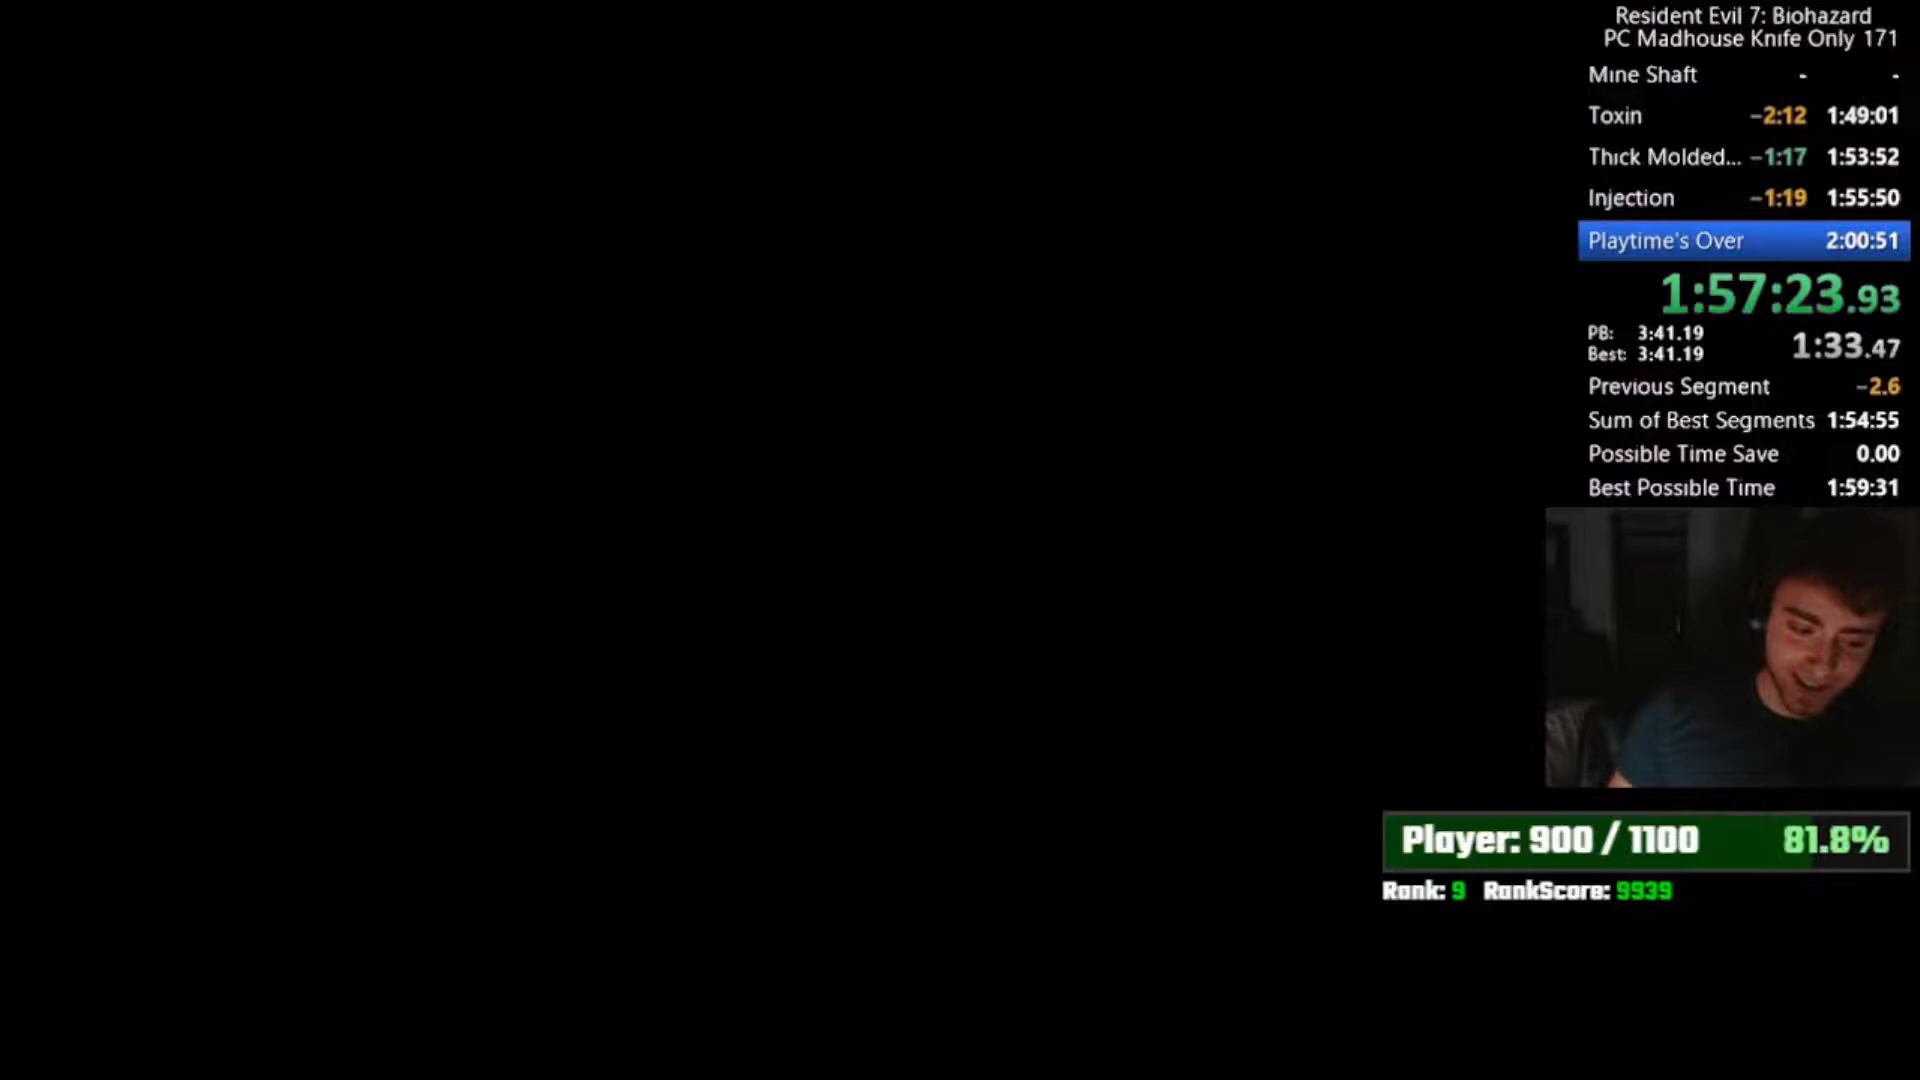 Resident Evil 7: Biohazard
PC Madhouse Knife Only 171
Mine Shaft - -
Toxin −2:12 1:49:01
Thick Molded... −1:17 1:53:52
Injection −1:19 1:55:50
Playtime's Over 2:00:51
1:57:23.93
PB: 3:41.19
Best: 3:41.19
1:33.47
Previous Segment −2.6
Sum of Best Segments 1:54:55
Possible Time Save 0.00
Best Possible Time 1:59:31
Player: 900 / 1100 81.8%
Rank: 9 RankScore: 9939